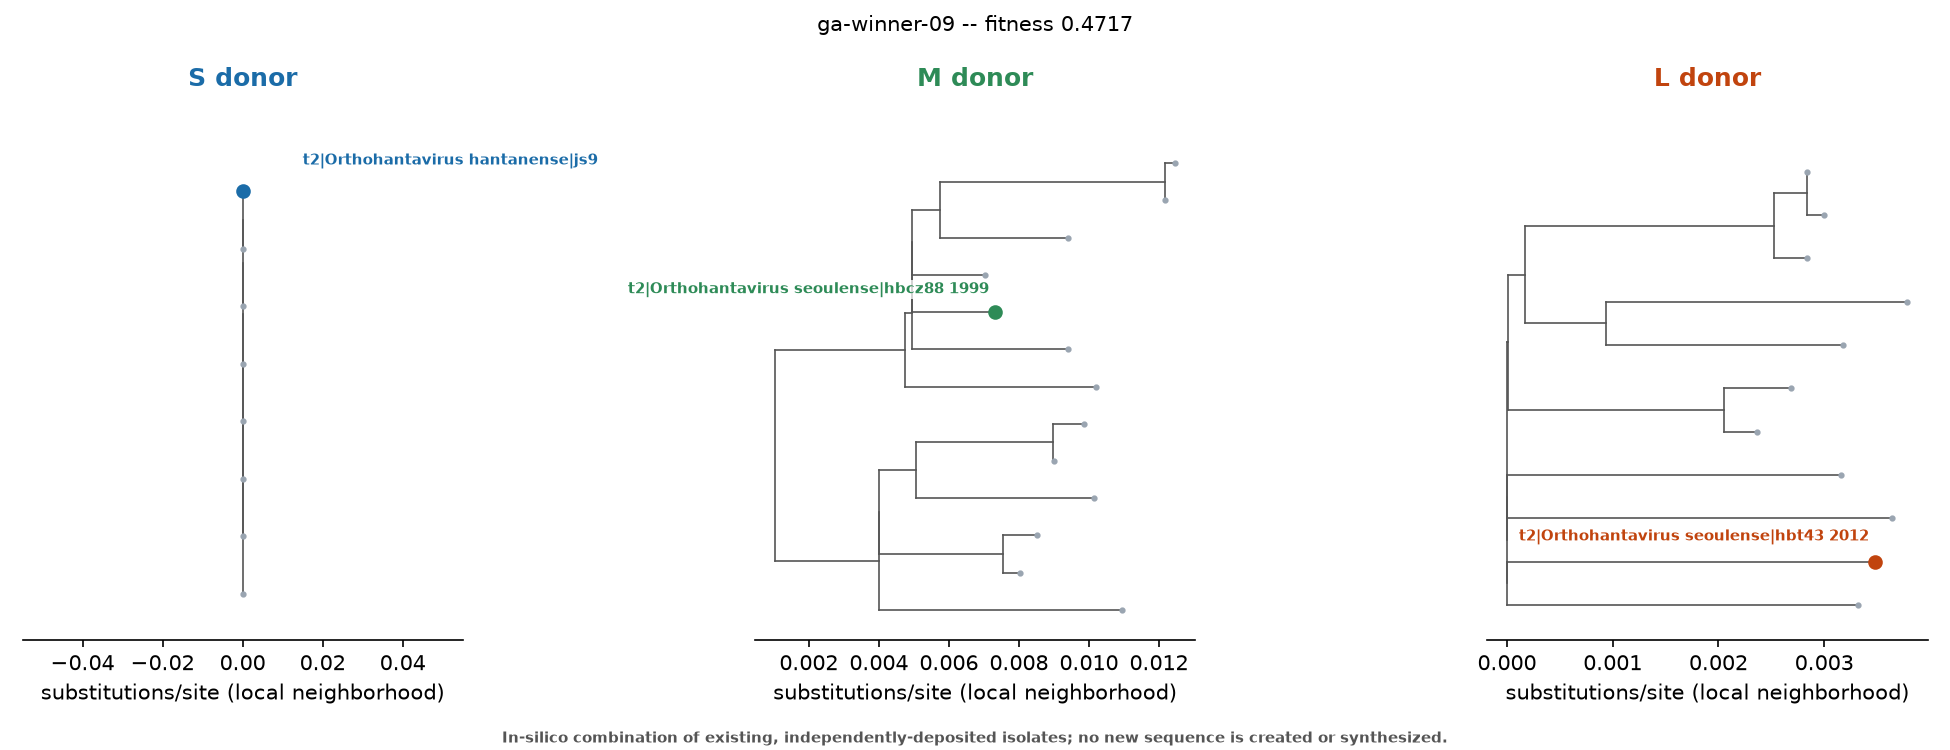 ga-winner-09 -- fitness 0.4717
S donor
M donor
L donor
t2|Orthohantavirus hantanense|js9
t2|Orthohantavirus seoulense|hbcz88 1999
t2|Orthohantavirus seoulense|hbt43 2012
−0.04 −0.02 0.00 0.02 0.04
substitutions/site (local neighborhood)
0.002 0.004 0.006 0.008 0.010 0.012
substitutions/site (local neighborhood)
0.000 0.001 0.002 0.003
substitutions/site (local neighborhood)
In-silico combination of existing, independently-deposited isolates; no new sequence is created or synthesized.